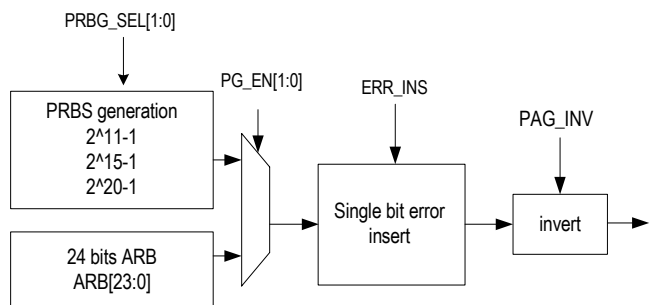 PRBG_SEL[1:0]
PG_EN[1:0]
ERR_INS
PAG_INV
PRBS generation
2^11-1
2^15-1
2^20-1
Single bit error
insert
invert
24 bits ARB
ARB[23:0]